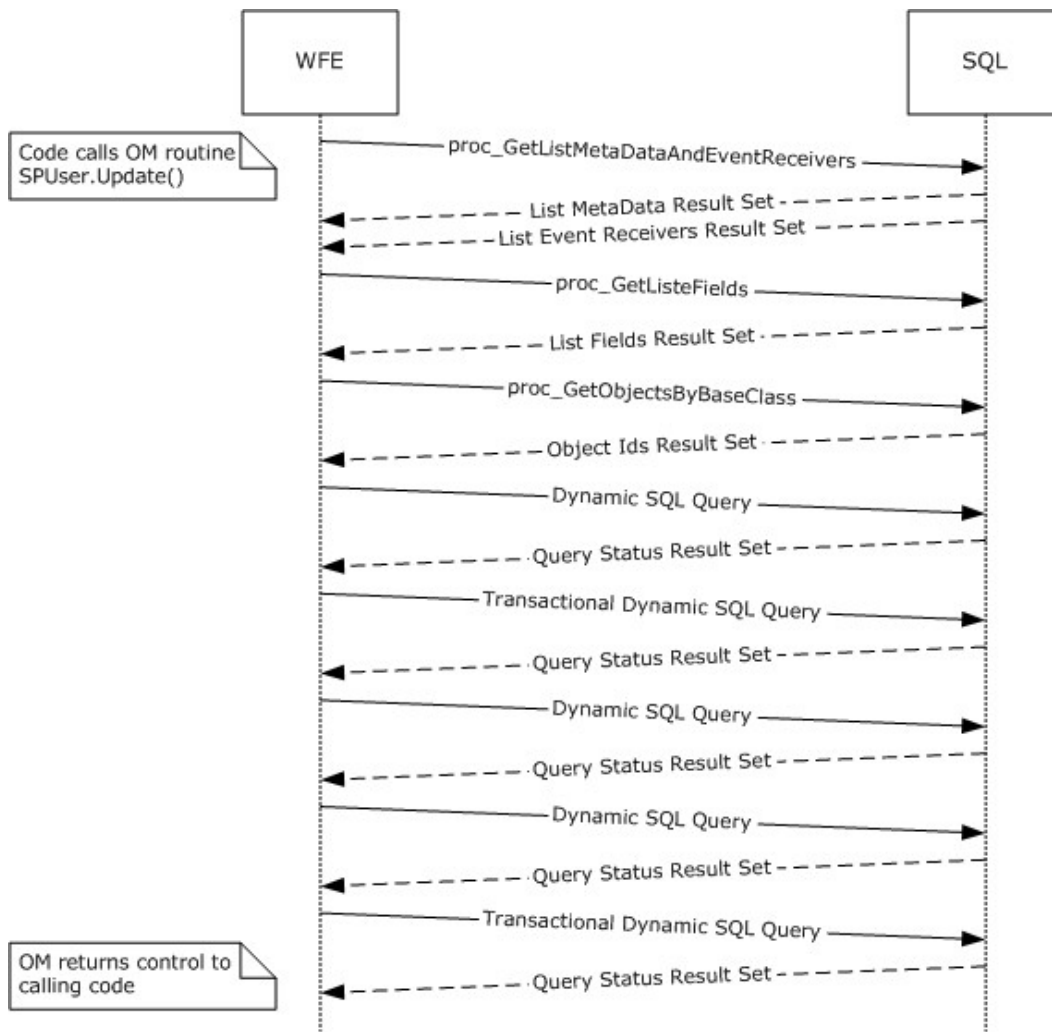 WFE
SQL
Code calls OM routine
SPUser.Update()
proc_GetListMetaDataAndEventReceivers
List MetaData Result Set
List Event Receivers Result Set
proc_GetListeFields
List Fields Result Set
proc_GetObjectsByBaseClass
Object Ids Result Set
Dynamic SQL Query
Query Status Result Set
Transactional Dynamic SQL Query
Query Status Result Set
Dynamic SQL Query
Query Status Result Set
Dynamic SQL Query
Query Status Result Set
Transactional Dynamic SQL Query
OM returns control to
calling code
Query Status Result Set